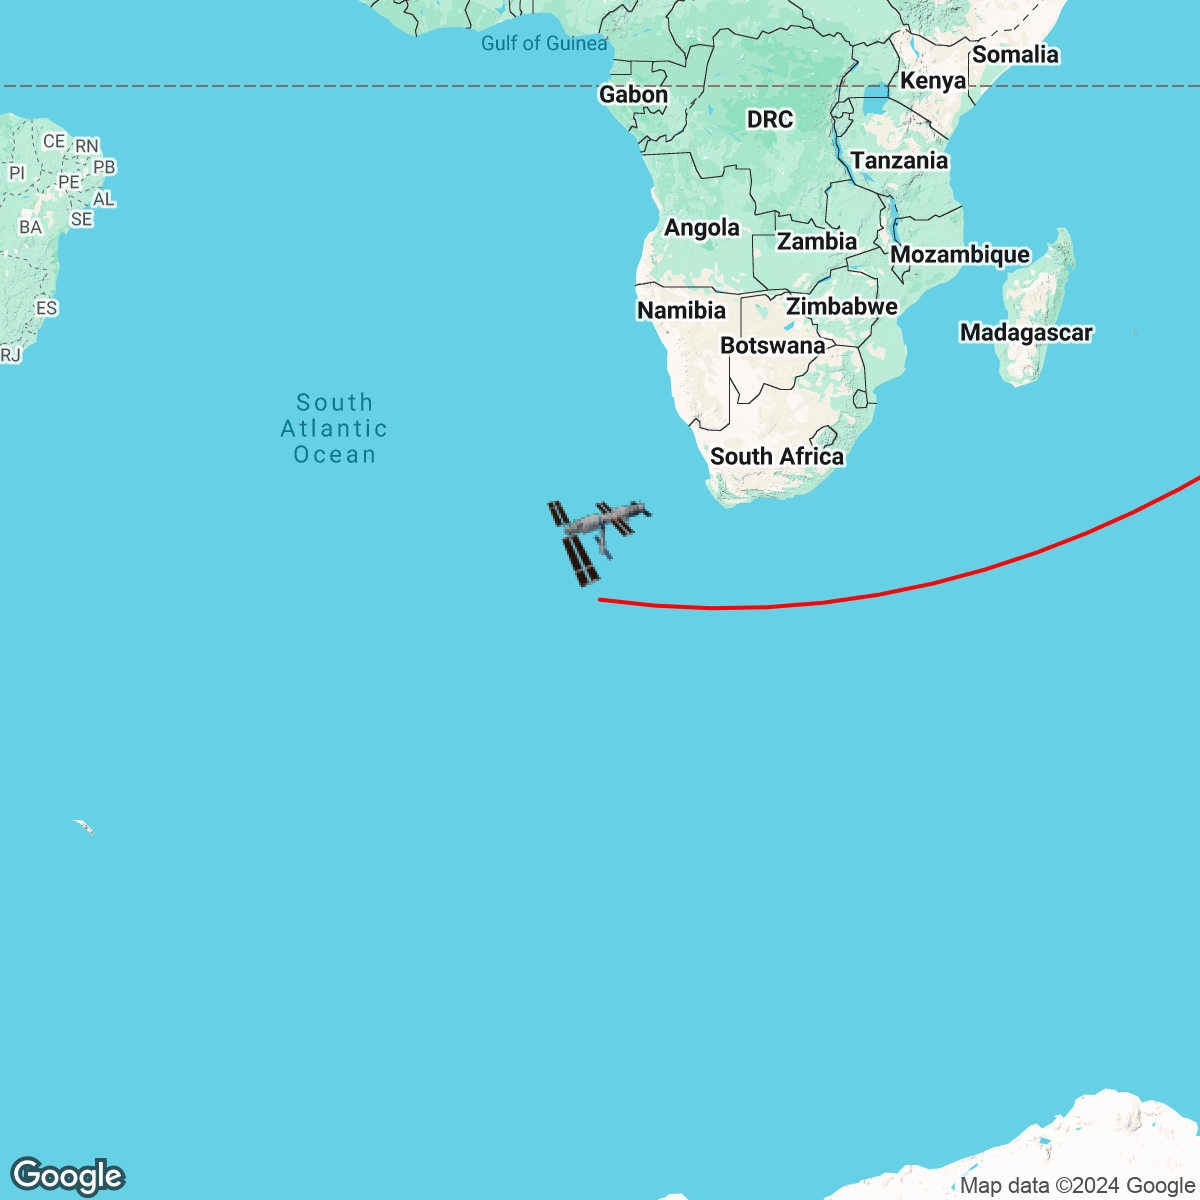 Gulf of Guinea
Somalia
Kenya
Gabon
DRC
CE
RN
PI
PE
PB
Tanzania
AL
SE
BA
Angola
Zambia
Mozambique
ES
Namibia
Zimbabwe
Botswana
Madagascar
RJ
South
Atlantic
Ocean
South Africa
Google
Map data ©2024 Google